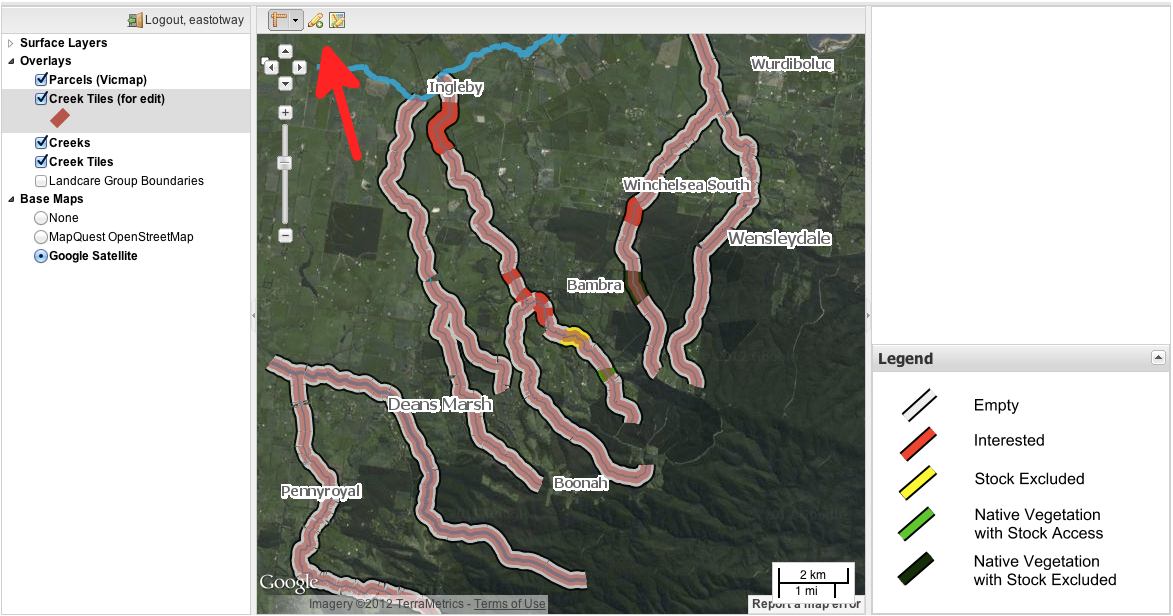 Logout, eastotway
Surface Layers
Overlays
Parcels (Vicmap)
Creek Tiles (for edit)
Creeks
Creek Tiles
Landcare Group Boundaries
Base Maps
None
MapQuest OpenStreetMap
Google Satellite
Wurdiboluc
Ingleby
Winchelsea South
Wensleydale
Bambra
Deans Marsh
Boonah
Pennyroyal
2 km
1 mi
Google
Imagery ©2012 TerraMetrics - Terms of Use
Report a map error
Legend
Empty
Interested
Stock Excluded
Native Vegetation
with Stock Access
Native Vegetation
with Stock Excluded